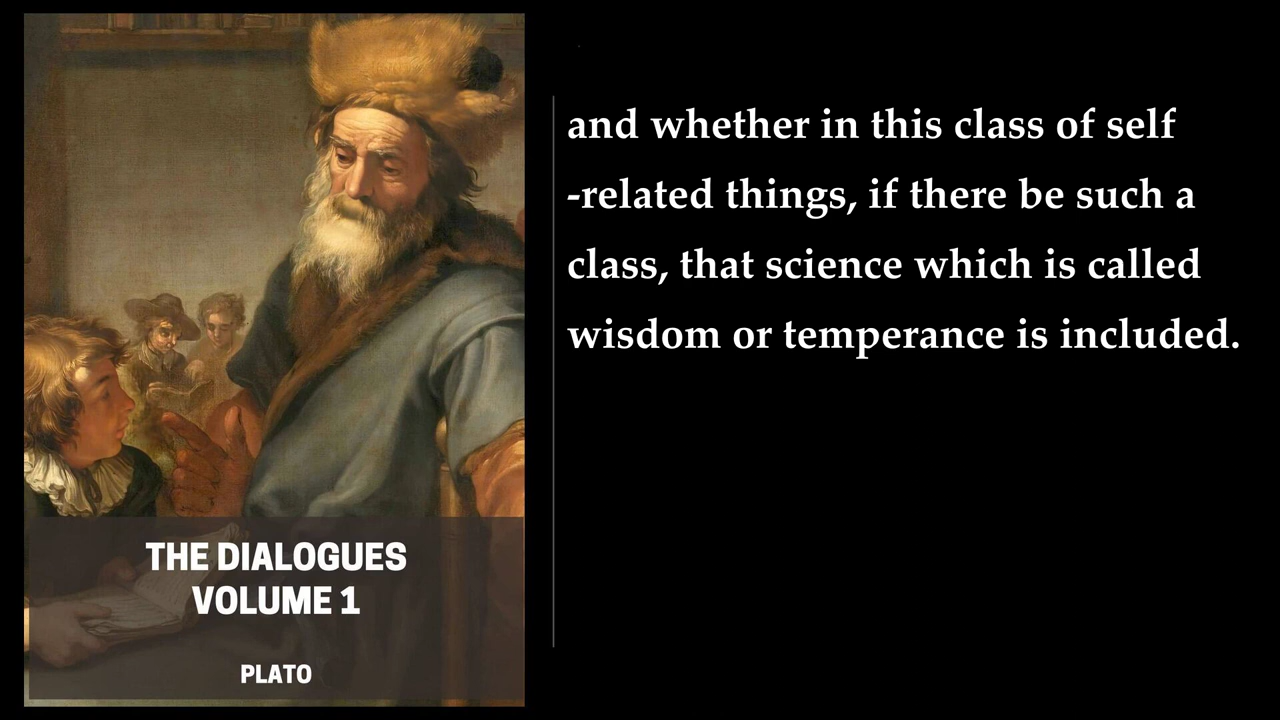 and whether in this class of self
-related things, if there be such a
class, that science which is called
wisdom or temperance is included.
THE DIALOGUES
VOLUME 1
PLATO